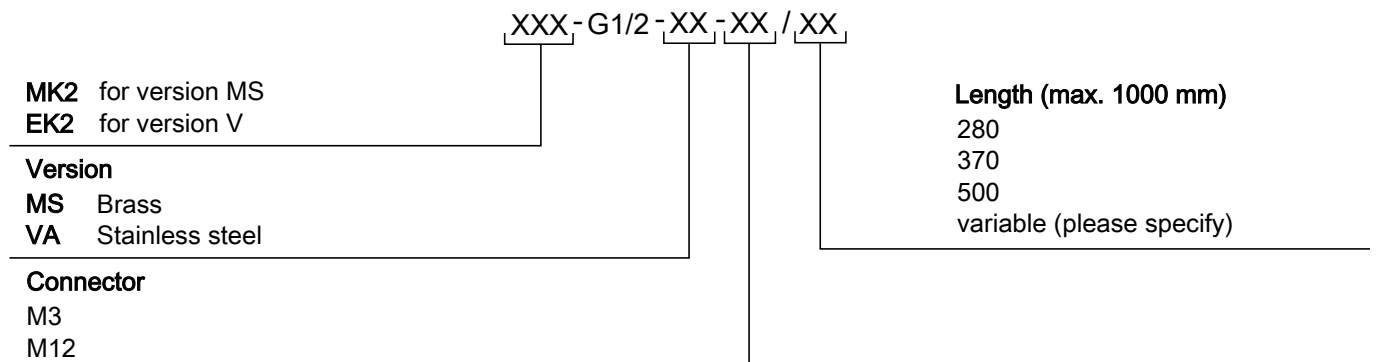 XXX-G1/2-XX-XX/XX
MK2 for version MS
EK2 for version V
Version
MS Brass
VA Stainless steel
Connector
M3
M12
Length (max. 1000 mm)
280
370
500
variable (please specify)